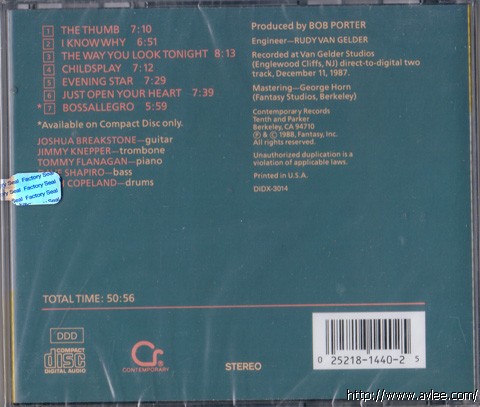 1 THE THUMB 7:10
2 I KNOW WHY 6:51
3 THE WAY YOU LOOK TONIGHT 8:13
4 CHILDSPLAY 7:12
5 EVENING STAR 7:29
6 JUST OPEN YOUR HEART 7:39
*7 BOSSALLEGRO 5:59
*Available on Compact Disc only.
JOSHUA BREAKSTONE—guitar
JIMMY KNEPPER—trombone
TOMMY FLANAGAN—piano
SHAPIRO—bass
COPELAND—drums
Factory Seal
Factory Seal
Factory Seal
Produced by BOB PORTER
Engineer—RUDY VAN GELDER
Recorded at Van Gelder Studios
(Englewood Cliffs, NJ) direct-to-digital two
track, December 11, 1987.
Mastering—George Horn
(Fantasy Studios, Berkeley)
Contemporary Records
Tenth and Parker
Berkeley, CA 94710
℗ & © 1988, Fantasy, Inc.
All rights reserved.
Unauthorized duplication is a
violation of applicable laws.
Printed in U.S.A.
DIDX-3014
TOTAL TIME: 50:56
DDD
COMPACT
disc
DIGITAL AUDIO
CONTEMPORARY
STEREO
0 25218-1440-2 5
http://www.avlee.com/